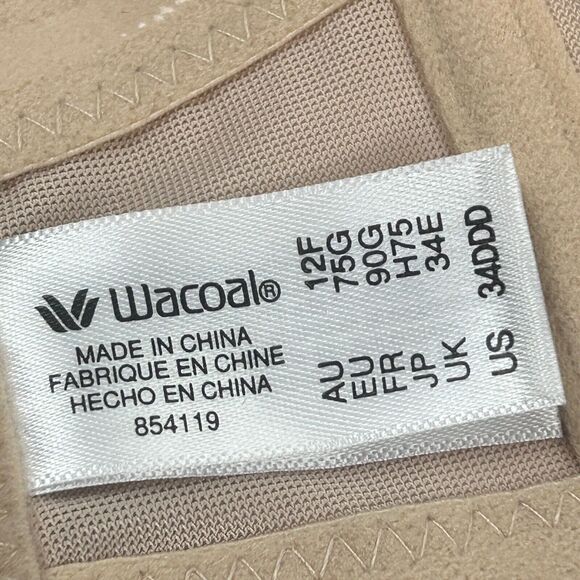 Wacoal®
MADE IN CHINA
FABRIQUE EN CHINE
HECHO EN CHINA
854119
AU 12F
EU 75G
FR 90G
JP H75
UK 34E
US 34DDD